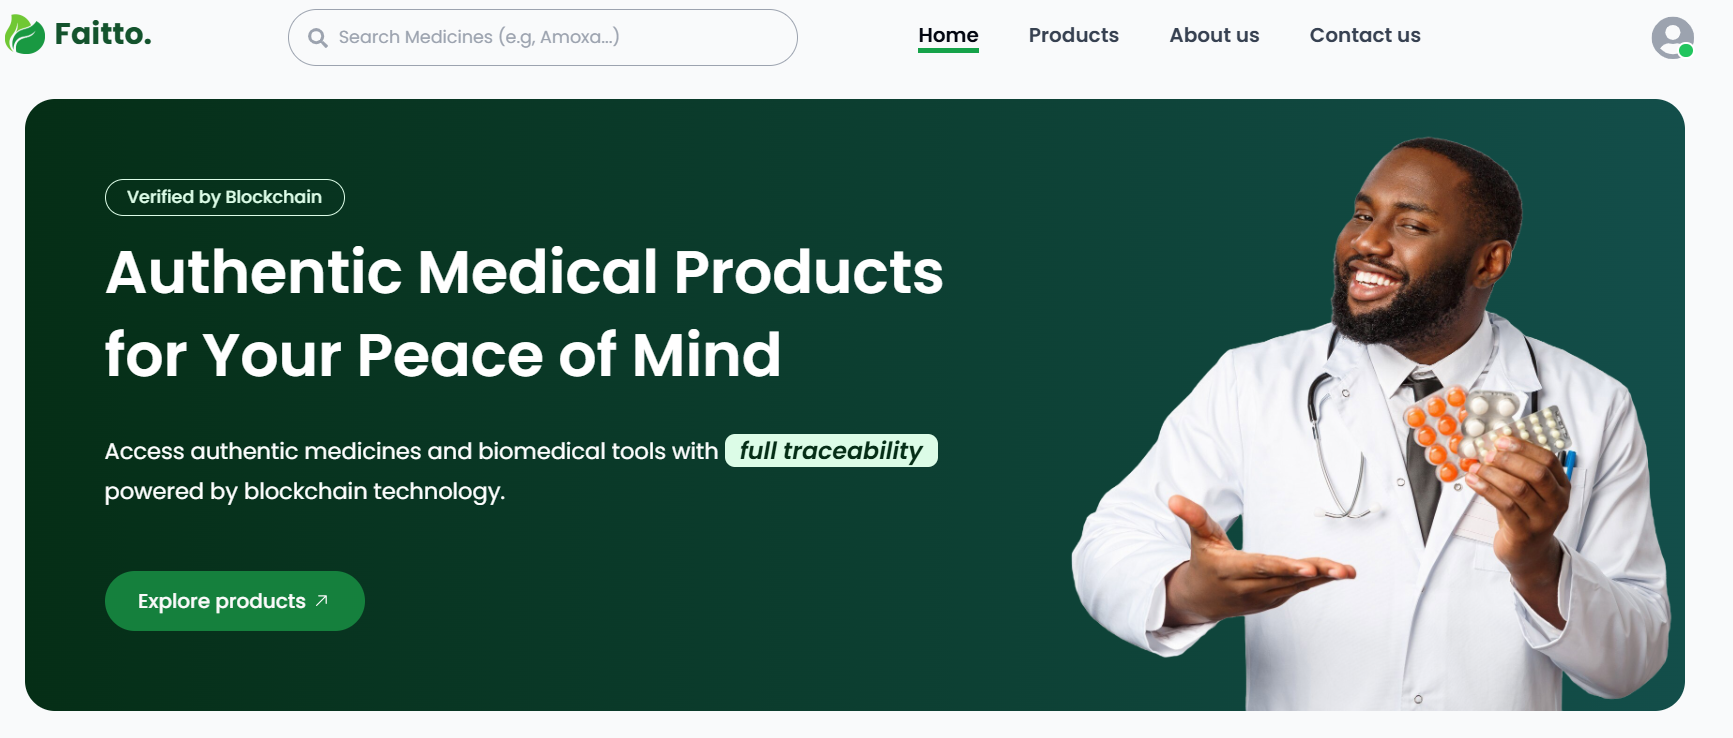 Faitto.
Search Medicines (e.g, Amoxa...)
Home
Products
About us
Contact us
Verified by Blockchain
Authentic Medical Products
for Your Peace of Mind
Access authentic medicines and biomedical tools with full traceability
powered by blockchain technology.
Explore products